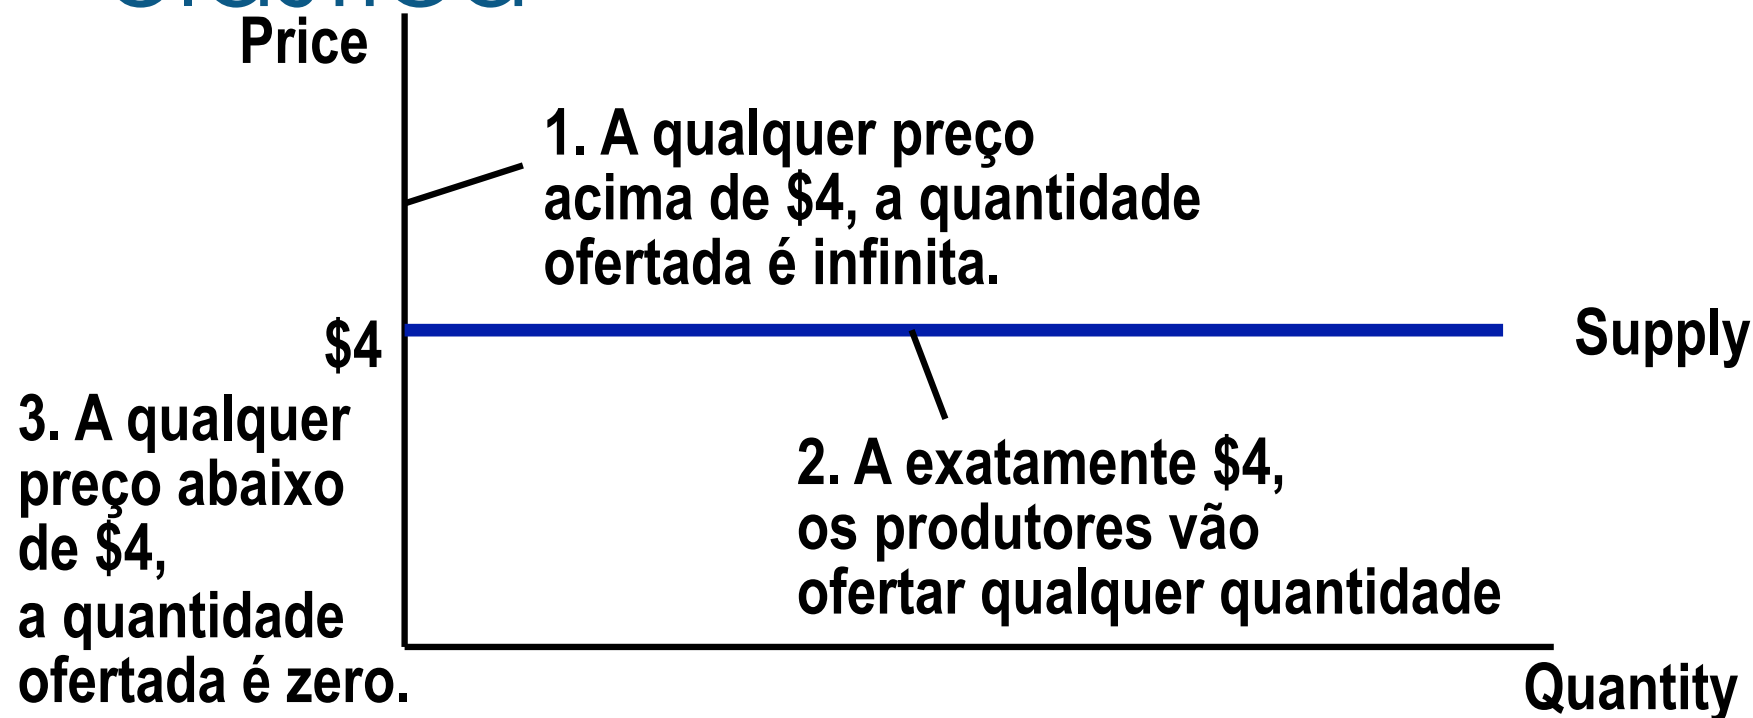 Price
1. A qualquer preço
acima de $4, a quantidade
ofertada é infinita.
$4
Supply
3. A qualquer
preço abaixo
de $4,
a quantidade
ofertada é zero.
2. A exatamente $4,
os produtores vão
ofertar qualquer quantidade
Quantity